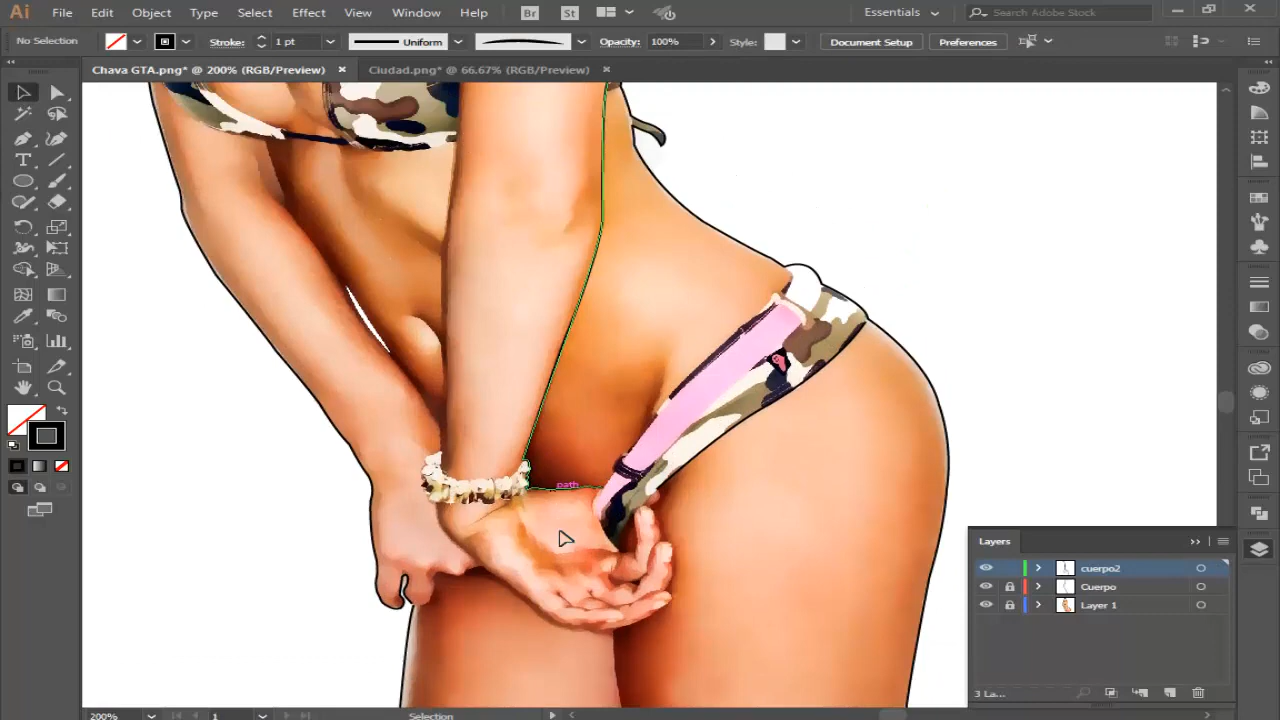 Ai File Edit Object Type Select Effect View Window Help Br St Essentials Search Adobe Stock
No Selection Stroke: 1 pt Uniform Opacity: 100% Style: Document Setup Preferences
Chava GTA.png* @ 200% (RGB/Preview) × Ciudad.png* @ 66.67% (RGB/Preview) ×
path
Layers
cuerpo2
Cuerpo
Layer 1
3 La...
200% 1 Selection